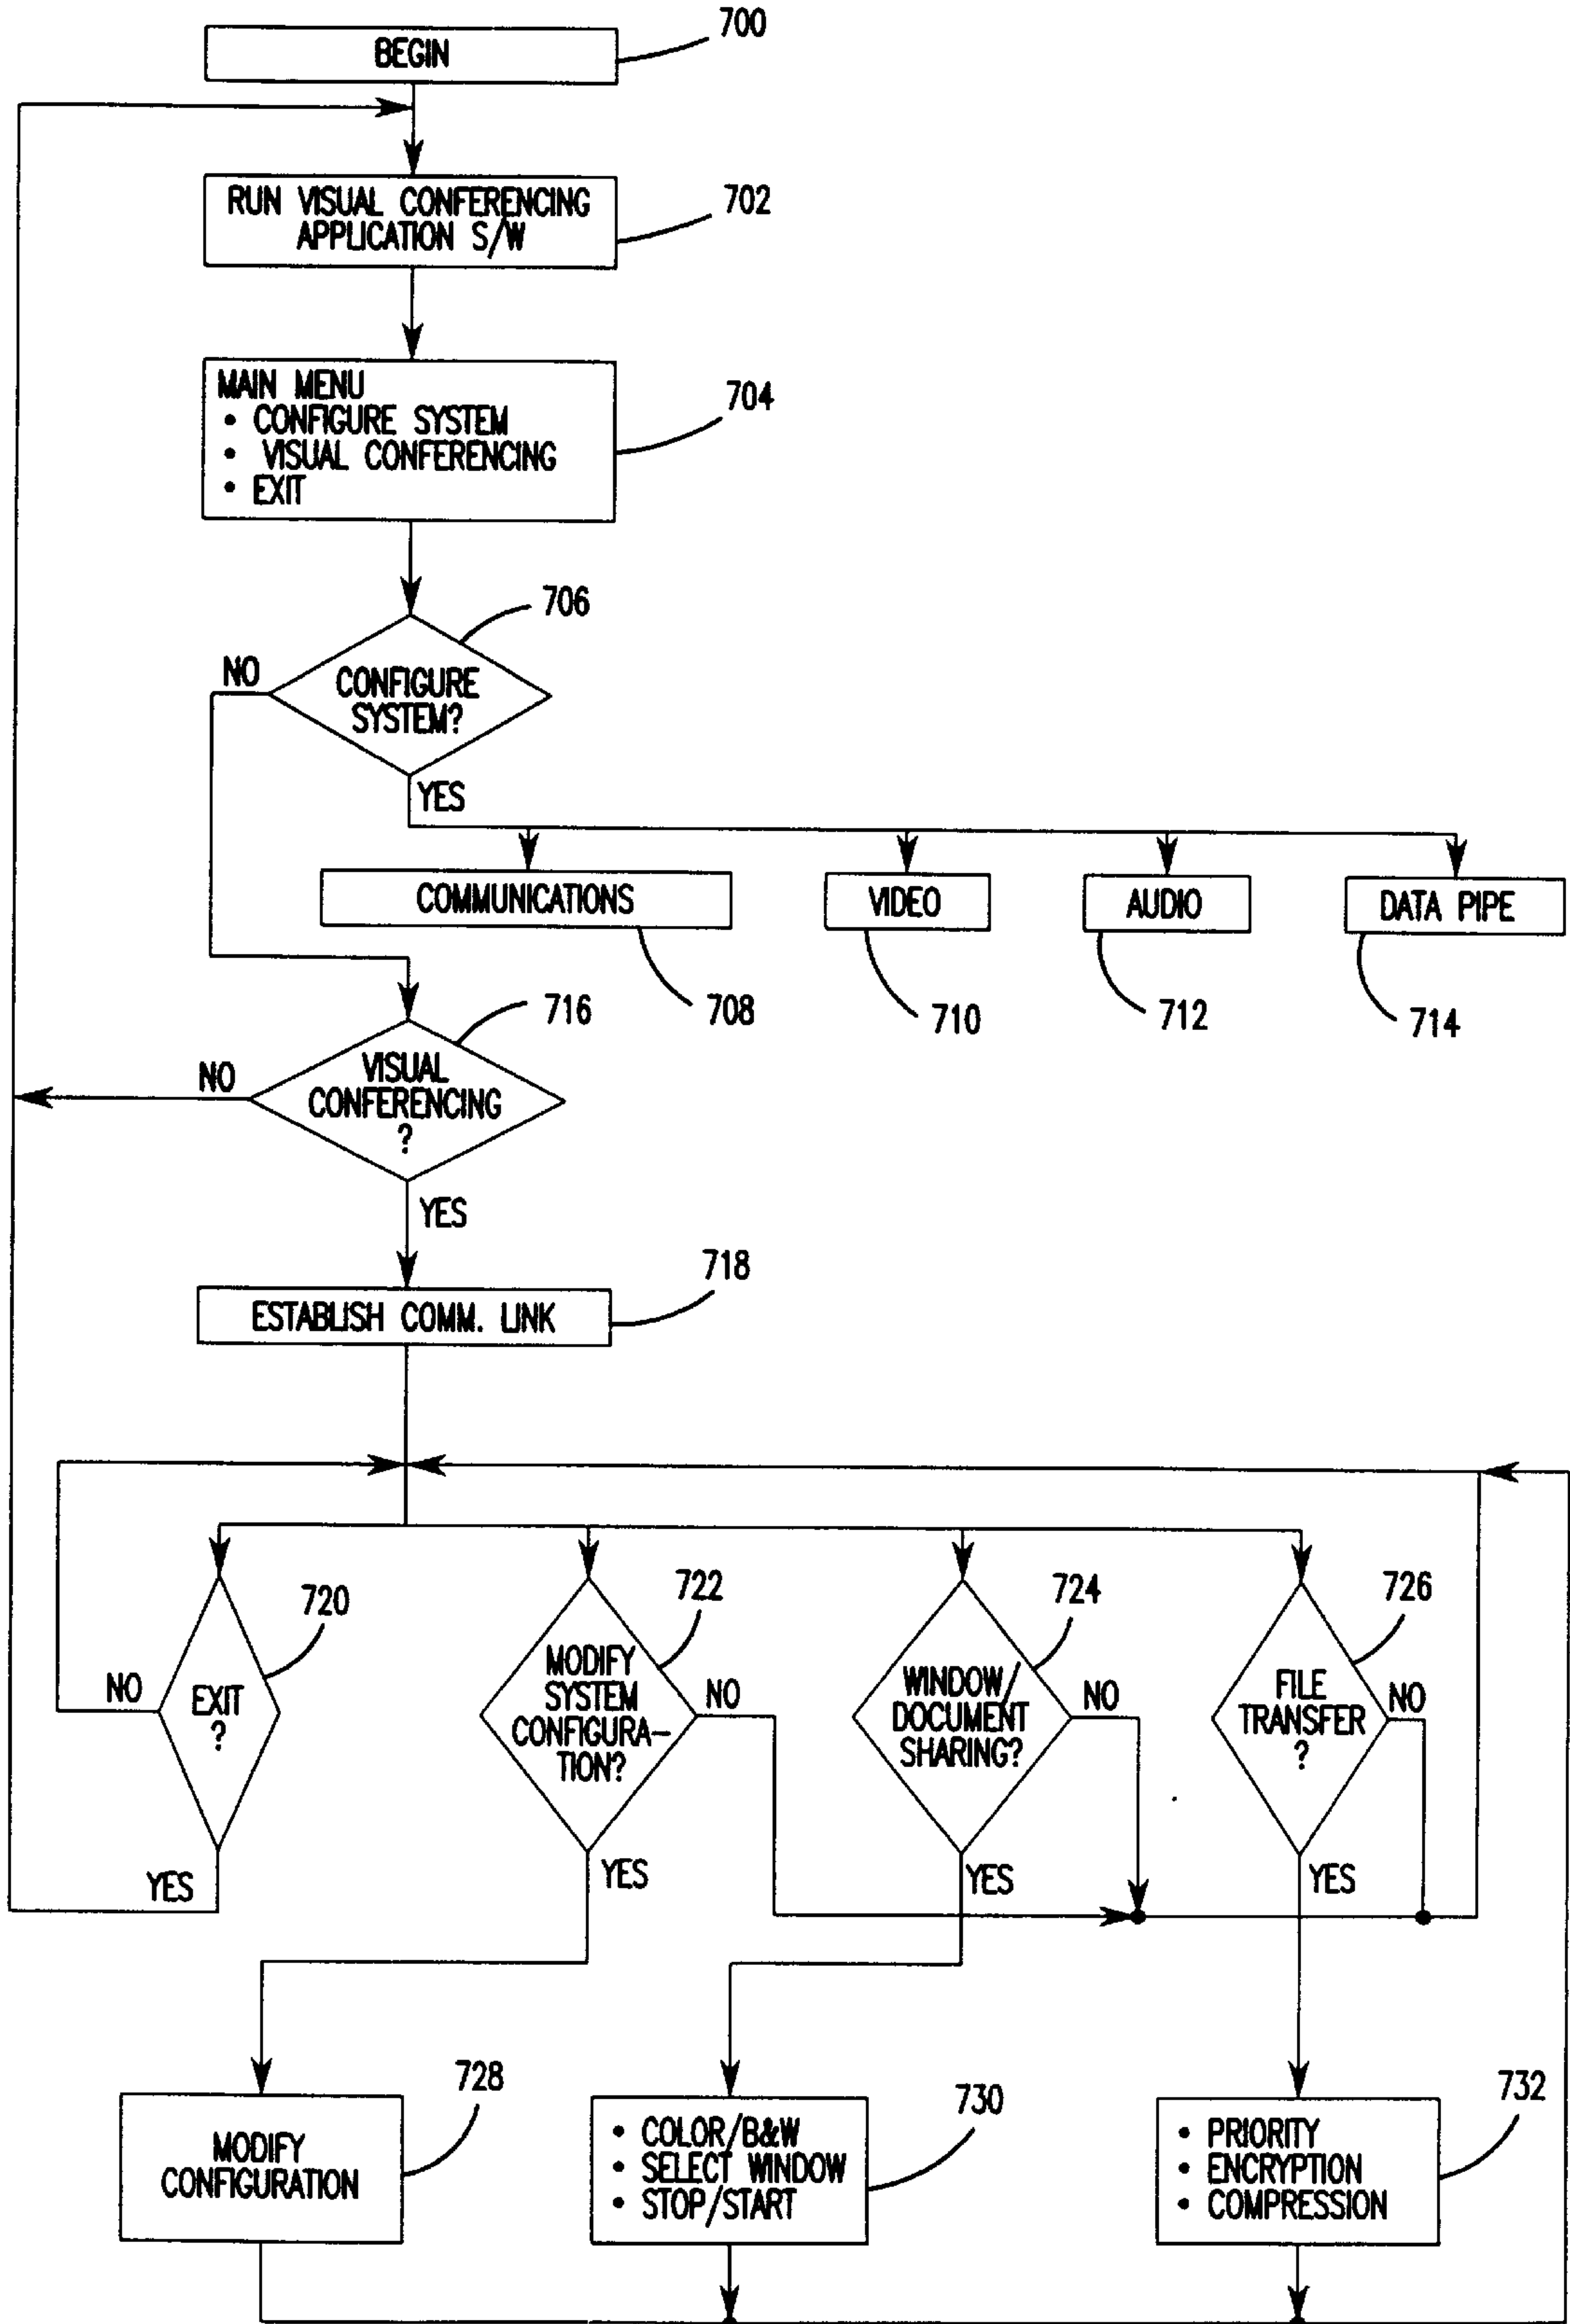 700
BEGIN
702
RUN VISUAL CONFERENCING
APPLICATION S/W
704
MAIN MENU
• CONFIGURE SYSTEM
• VISUAL CONFERENCING
• EXIT
706
NO
CONFIGURE
SYSTEM?
YES
COMMUNICATIONS
VIDEO
AUDIO
DATA PIPE
708
710
712
714
716
NO
VISUAL
CONFERENCING
?
YES
718
ESTABLISH COMM. LINK
720
722
724
726
NO
EXIT
?
YES
MODIFY
SYSTEM
CONFIGURA-
TION?
NO
YES
WINDOW/
DOCUMENT
SHARING?
NO
YES
FILE
TRANSFER
?
NO
YES
728
MODIFY
CONFIGURATION
730
• COLOR/B&W
• SELECT WINDOW
• STOP/START
732
• PRIORITY
• ENCRYPTION
• COMPRESSION